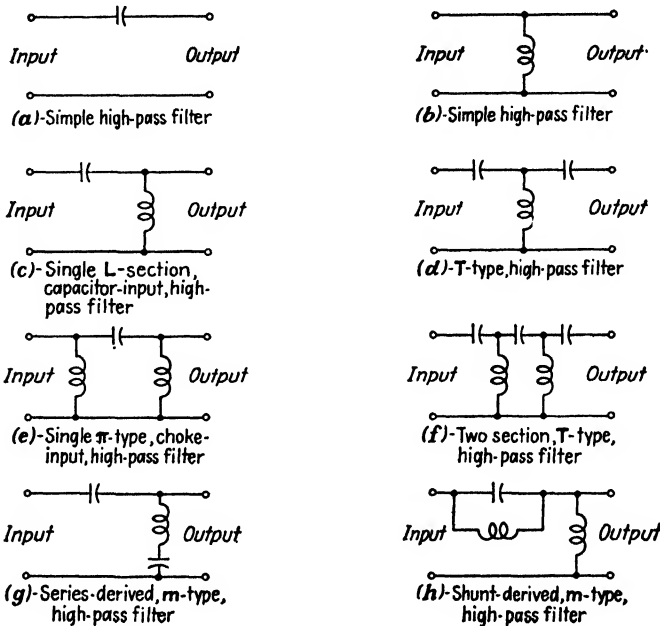 Input Output
(a)-Simple high-pass filter
Input Output
(b)-Simple high-pass filter
Input Output
(c)-Single L-section,
capacitor-input, high-
pass filter
Input Output
(d)-T-type, high-pass filter
Input Output
(e)-Single π-type, choke-
input, high-pass filter
Input Output
(f)-Two section, T-type,
high-pass filter
Input Output
(g)-Series-derived, m-type,
high-pass filter
Input Output
(h)-Shunt-derived, m-type,
high-pass filter